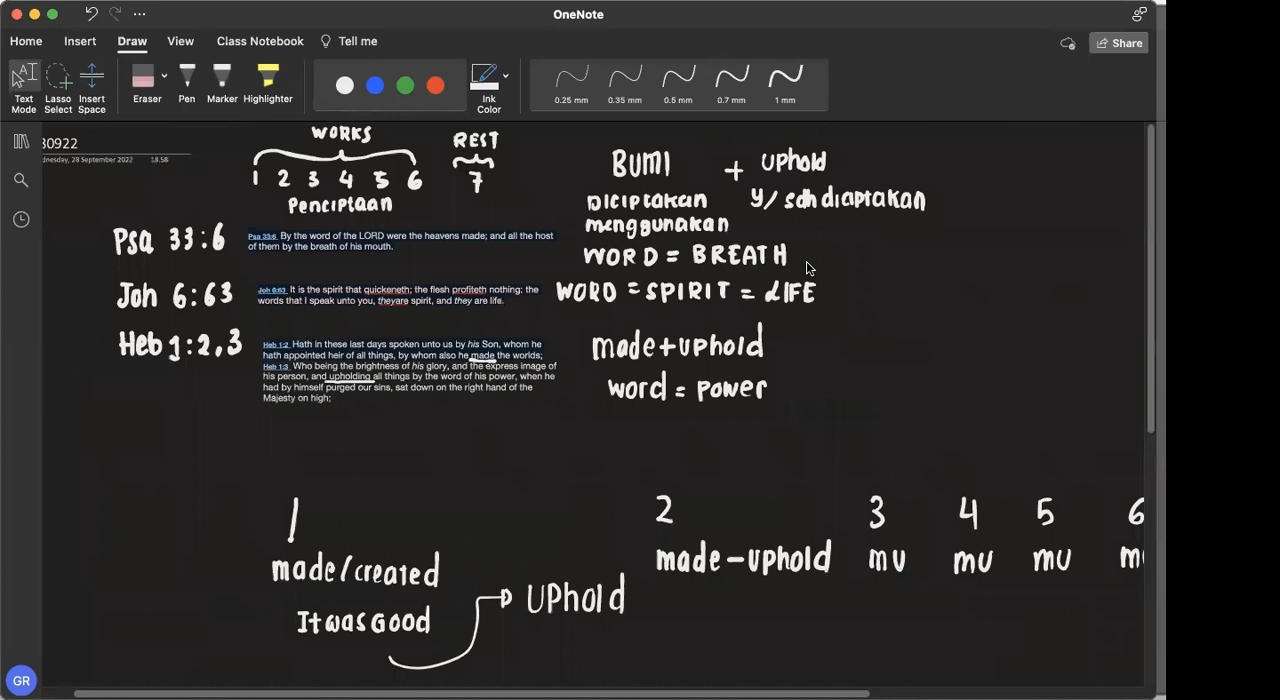 OneNote
Home Insert Draw View Class Notebook Tell me
Share
Text Mode
Lasso Select
Insert Space
Eraser
Pen
Marker
Highlighter
Ink Color
0.25 mm 0.35 mm 0.5 mm 0.7 mm 1 mm
30922
dnesday, 28 September 2022 18.58
WORKS
REST
1 2 3 4 5 6 7
Penciptaan
BUMI + uphold
DICIPTAKAN y/ sdh diciptakan
menggunakan
WORD = BREATH
WORD = SPIRIT = LIFE
Psa 33:6
Psa 33:6 By the word of the LORD were the heavens made; and all the host
of them by the breath of his mouth.
Joh 6:63
Joh 6:63 It is the spirit that quickeneth; the flesh profiteth nothing: the
words that I speak unto you, theyare spirit, and they are life.
Heb 1:2,3
Heb 1:2 Hath in these last days spoken unto us by his Son, whom he
hath appointed heir of all things, by whom also he made the worlds;
Heb 1:3 Who being the brightness of his glory, and the express image of
his person, and upholding all things by the word of his power, when he
had by himself purged our sins, sat down on the right hand of the
Majesty on high;
made+uphold
word = power
1
made/created
It was Good
UPhold
2 3 4 5 6
made-uphold mu mu mu m
GR